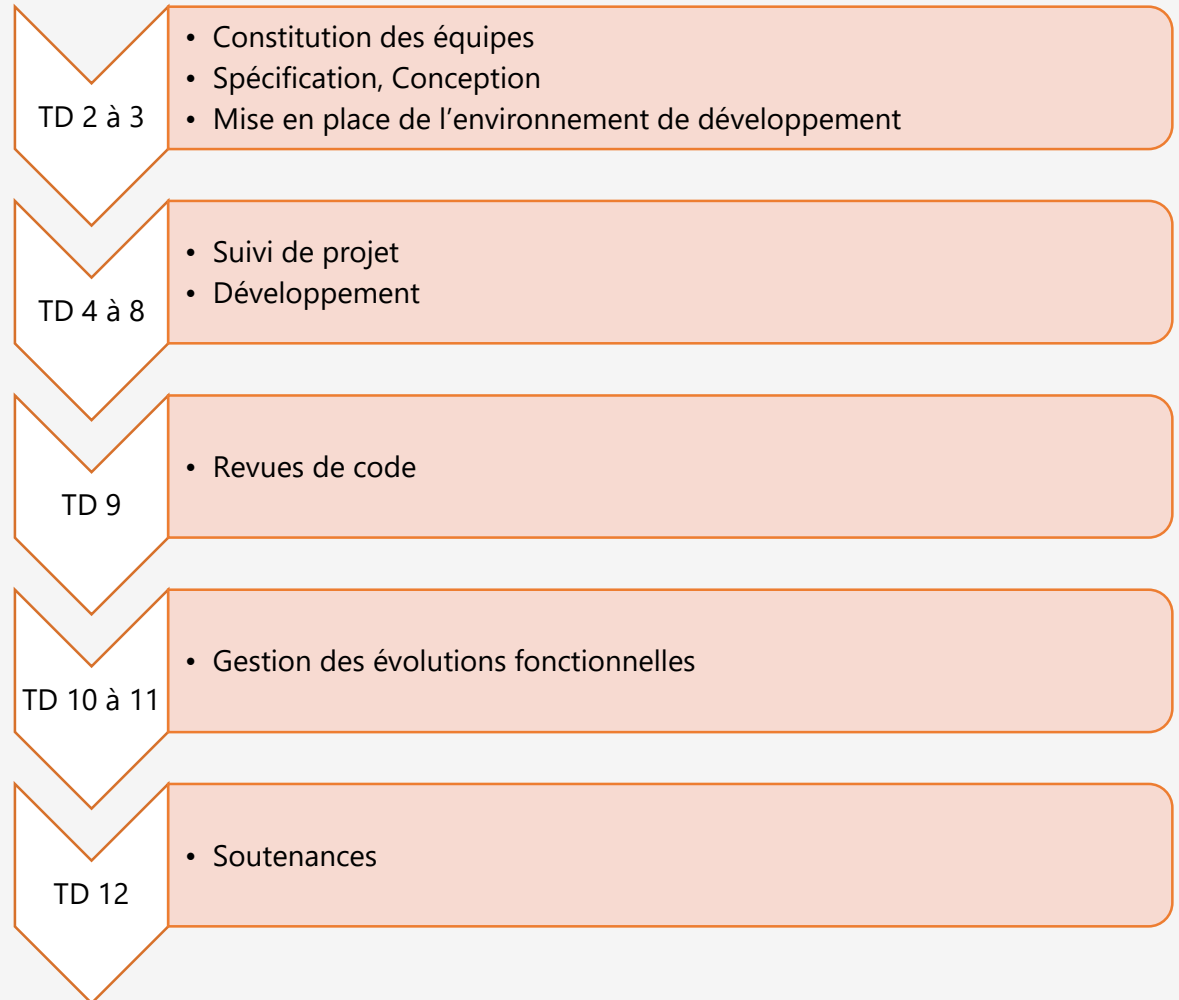 TD 2 à 3
• Constitution des équipes
• Spécification, Conception
• Mise en place de l’environnement de développement
TD 4 à 8
• Suivi de projet
• Développement
TD 9
• Revues de code
TD 10 à 11
• Gestion des évolutions fonctionnelles
TD 12
• Soutenances